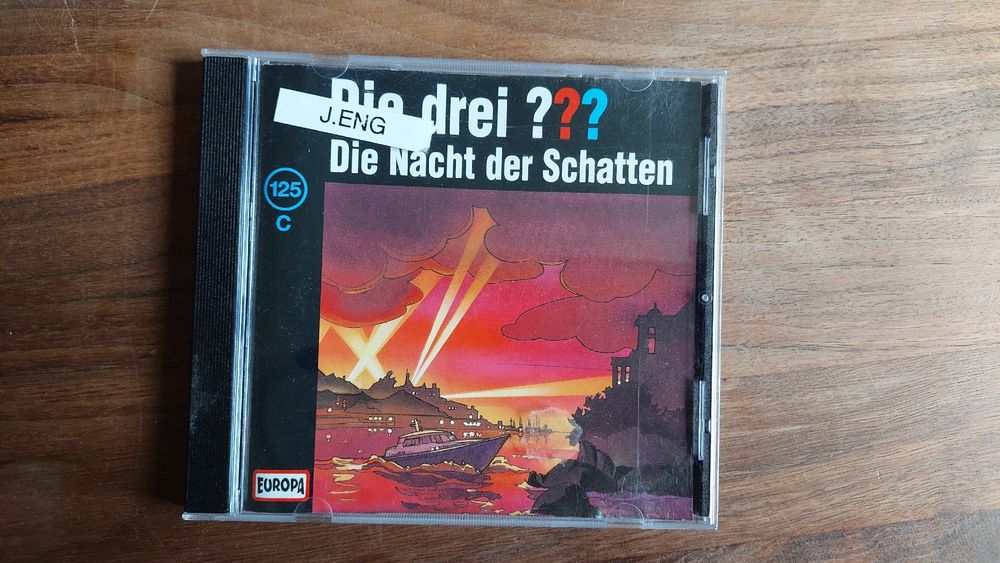 Die drei ???
J.ENG
Die Nacht der Schatten
125
C
EUROPA